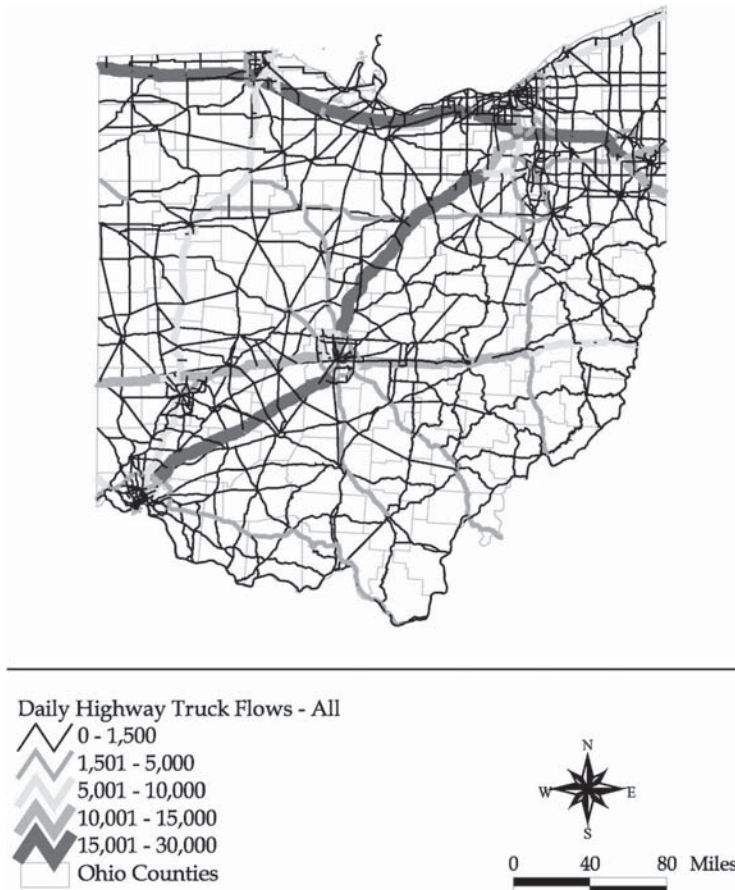 Daily Highway Truck Flows - All
0 - 1,500
1,501 - 5,000
5,001 - 10,000
10,001 - 15,000
15,001 - 30,000
Ohio Counties
N
W E
S
0 40 80 Miles